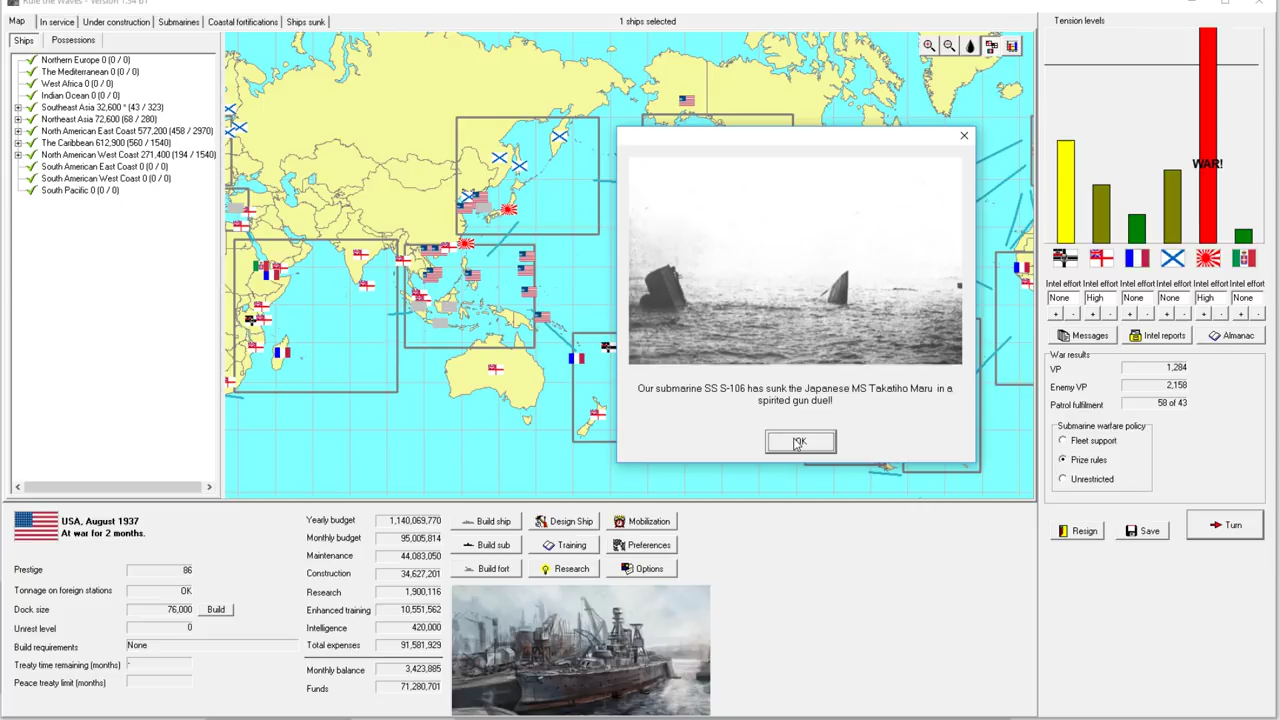 Rule the Waves - Version 1.34 b1
Map
In service
Under construction
Submarines
Coastal fortifications
Ships sunk
1 ships selected
Ships
Possessions
Northern Europe 0 (0 / 0)
The Mediterranean 0 (0 / 0)
West Africa 0 (0 / 0)
Indian Ocean 0 (0 / 0)
Southeast Asia 32,600 * (43 / 323)
Northeast Asia 72,600 (68 / 280)
North American East Coast 577,200 (458 / 2970)
The Caribbean 612,900 (560 / 1540)
North American West Coast 271,400 (194 / 1540)
South American East Coast 0 (0 / 0)
South American West Coast 0 (0 / 0)
South Pacific 0 (0 / 0)
Our submarine SS S-106 has sunk the Japanese MS Takatiho Maru in a
spirited gun duel!
OK
Tension levels
WAR!
Intel effort Intel effort Intel effort Intel effort Intel effort Intel effort
None High None None High None
+ - + - + - + - + - + -
Messages
Intel reports
Almanac
War results
VP 1,284
Enemy VP 2,158
Patrol fulfilment 58 of 43
Submarine warfare policy
Fleet support
Prize rules
Unrestricted
Resign
Save
Turn
USA, August 1937
At war for 2 months.
Prestige 86
Tonnage on foreign stations OK
Dock size 76,000 Build
Unrest level 0
Build requirements None
Treaty time remaining (months) -
Peace treaty limit (months)
Yearly budget 1,140,069,770
Monthly budget 95,005,814
Maintenance 44,083,050
Construction 34,627,201
Research 1,900,116
Enhanced training 10,551,562
Intelligence 420,000
Total expenses 91,581,929
Monthly balance 3,423,885
Funds 71,280,701
Build ship
Design Ship
Mobilization
Build sub
Training
Preferences
Build fort
Research
Options